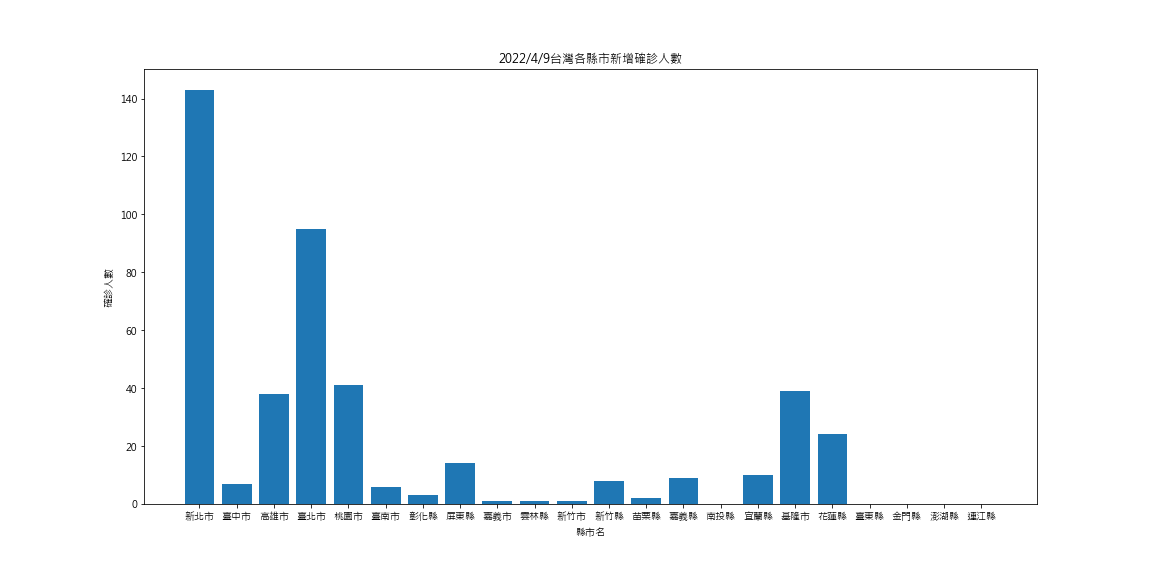 2022/4/9台灣各縣市新增確診人數
140
120
100
80
60
40
20
0
確診人數
新北市 臺中市 高雄市 臺北市 桃園市 臺南市 彰化縣 屏東縣 嘉義市 雲林縣 新竹市 新竹縣 苗栗縣 嘉義縣 南投縣 宜蘭縣 基隆市 花蓮縣 臺東縣 金門縣 澎湖縣 連江縣
縣市名